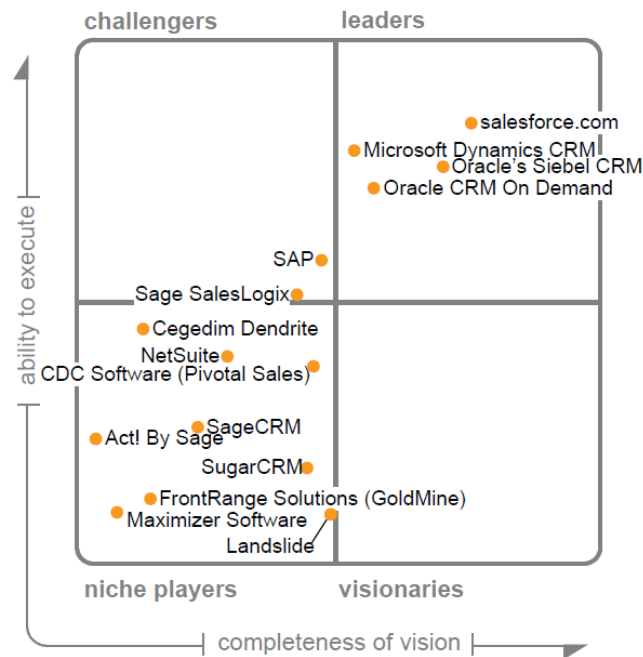 challengers
leaders
salesforce.com
Microsoft Dynamics CRM
Oracle's Siebel CRM
Oracle CRM On Demand
SAP
Sage SalesLogix
Cegedim Dendrite
NetSuite
CDC Software (Pivotal Sales)
SageCRM
Act! By Sage
SugarCRM
FrontRange Solutions (GoldMine)
Maximizer Software
Landslide
niche players
visionaries
ability to execute
completeness of vision